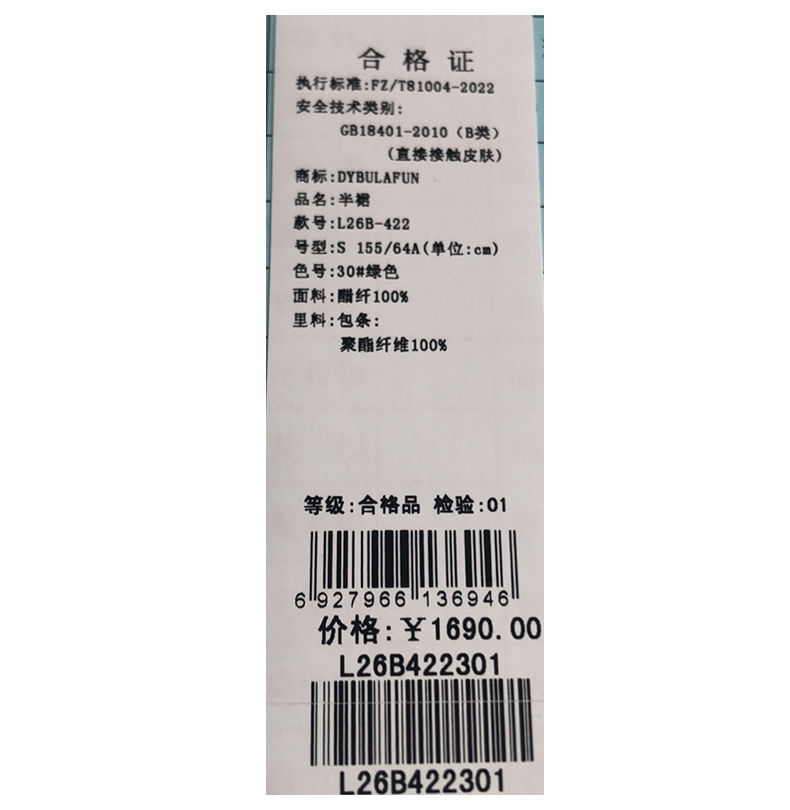 合格证
执行标准:FZ/T81004-2022
安全技术类别:
GB18401-2010（B类）
(直接接触皮肤)
商标:DYBULAFUN
品名:半裙
款号:L26B-422
号型:S 155/64A(单位:cm)
色号:30#绿色
面料:醋纤100%
里料:包条:
聚酯纤维100%
等级:合格品 检验:01
6 927966 136946
价格:￥1690.00
L26B422301
L26B422301